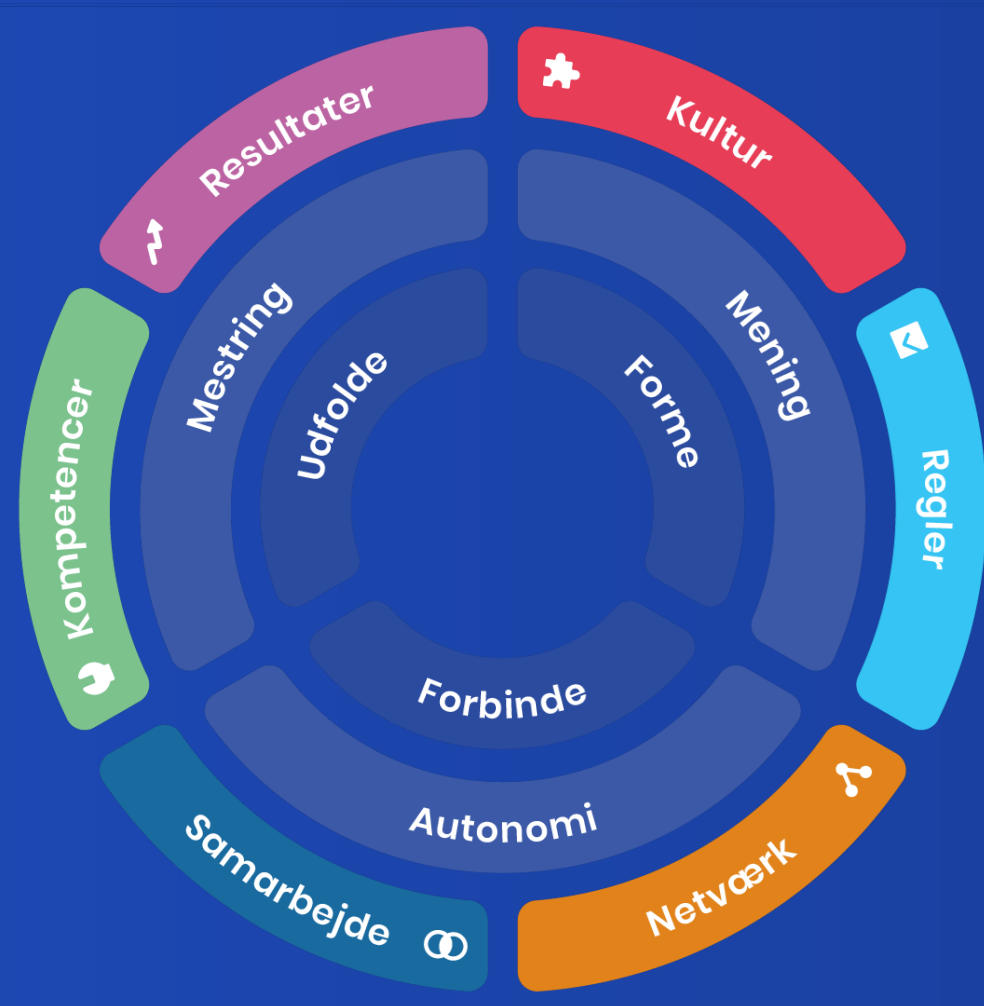 Resultater
Kultur
Mestring
Mening
Udfolde
Forme
Kompetencer
Regler
Forbinde
Autonomi
Samarbejde
Netværk